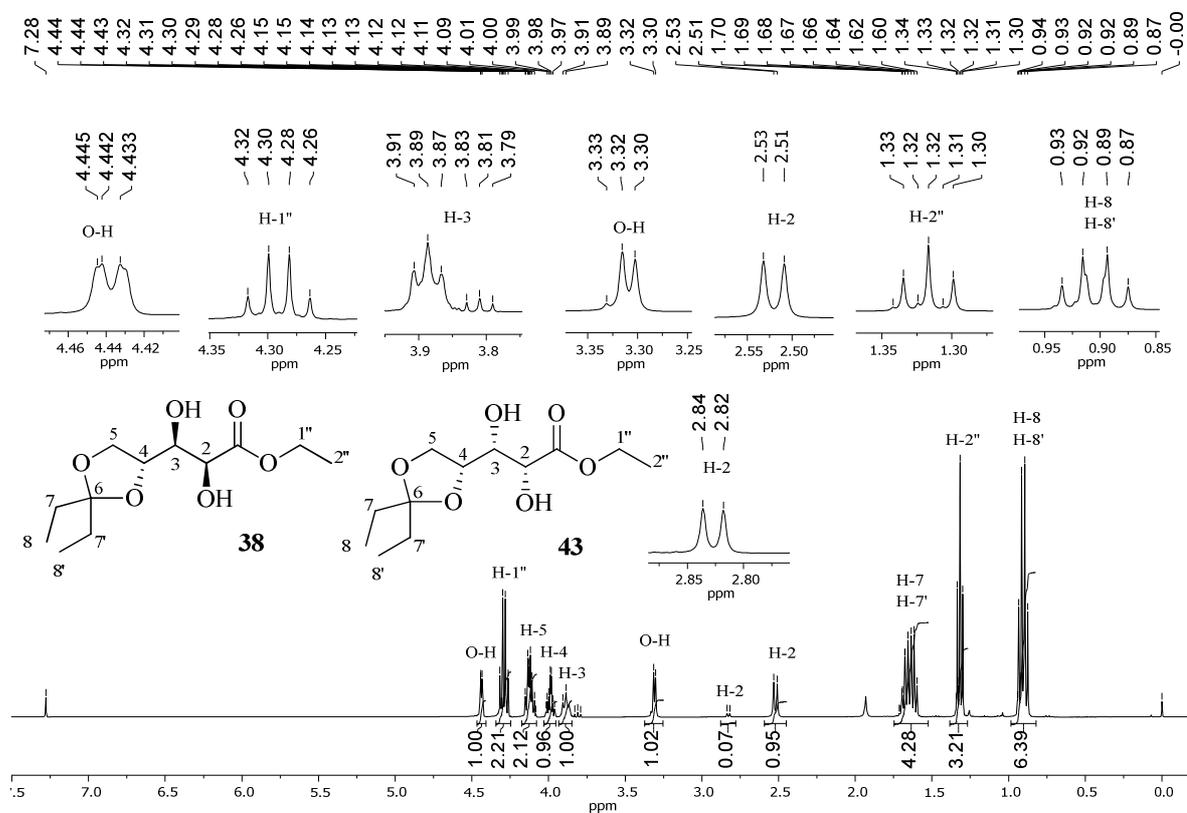 7.28 4.44 4.44 4.43 4.32 4.31 4.30 4.29 4.28 4.26 4.15 4.15 4.14 4.13 4.13 4.12 4.12 4.11 4.09 4.01 4.00 3.99 3.98 3.97 3.91 3.89 3.32 3.30 2.53 2.51 1.70 1.69 1.68 1.67 1.66 1.64 1.62 1.60 1.34 1.33 1.32 1.32 1.31 1.30 0.94 0.93 0.92 0.92 0.89 0.87 -0.00
4.445 4.442 4.433 4.32 4.30 4.28 4.26 3.91 3.89 3.87 3.83 3.81 3.79 3.33 3.32 3.30 2.53 2.51 1.33 1.32 1.32 1.31 1.30 0.93 0.92 0.89 0.87
O-H H-1" H-3 O-H H-2 H-2" H-8
H-8'
4.46 4.44 4.42 4.35 4.30 4.25 3.9 3.8 3.35 3.30 3.25 2.55 2.50 1.35 1.30 0.95 0.90 0.85
ppm ppm ppm ppm ppm ppm ppm
OH O 5 4 3 2 O 1" 2" OH O O 6 7 7' 8 8'
38
OH O 5 4 3 2 O 1" 2" OH O O 6 7 7' 8 8'
43
2.84 2.82
H-2
2.85 2.80
ppm
O-H H-1" H-5 H-4 H-3 O-H H-2 H-2 H-7 H-2" H-8
H-7' H-8'
1.00 2.21 2.12 0.96 1.00 1.02 0.07 0.95 4.28 3.21 6.39
.5 7.0 6.5 6.0 5.5 5.0 4.5 4.0 3.5 3.0 2.5 2.0 1.5 1.0 0.5 0.0
ppm